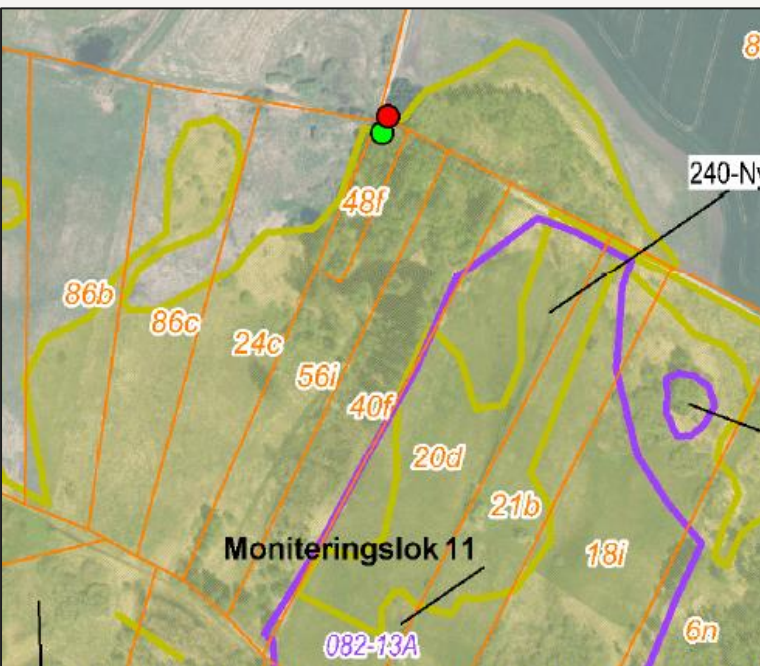 8
240-Ny
48f
86b
86c
24c
56i
40f
20d
21b
Moniteringslok 11
18i
6n
082-13A